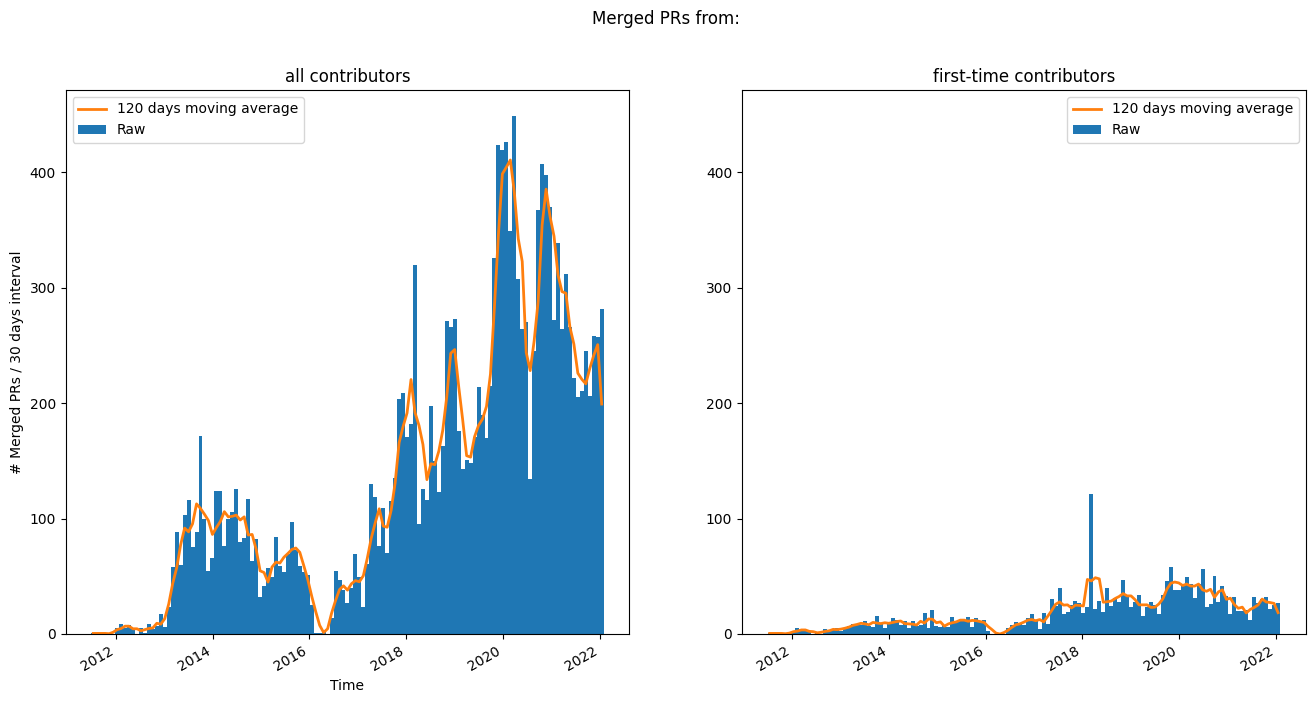 Merged PRs from:
all contributors
120 days moving average
Raw
# Merged PRs / 30 days interval
400
300
200
100
0
2012
2014
2016
2018
2020
2022
Time
first-time contributors
120 days moving average
Raw
400
300
200
100
0
2012
2014
2016
2018
2020
2022